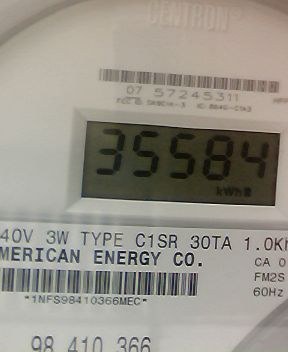 CENTRON®
07 57245311
35584
kWh
40V 3W TYPE C1SR 30TA 1.0Kh
MERICAN ENERGY CO.
CA 0
FM2S
60Hz
*1NFS98410366MEC*
98 410 366